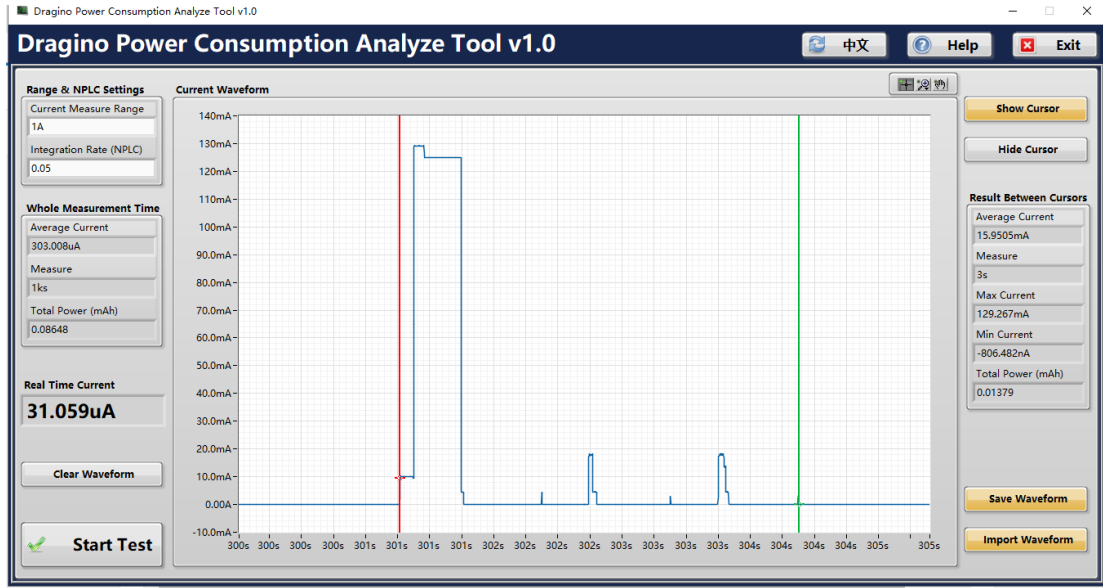 Dragino Power Consumption Analyze Tool v1.0
Dragino Power Consumption Analyze Tool v1.0
中文
Help
Exit
Range & NPLC Settings
Current Measure Range
1A
Integration Rate (NPLC)
0.05
Whole Measurement Time
Average Current
303.008uA
Measure
1ks
Total Power (mAh)
0.08648
Real Time Current
31.059uA
Clear Waveform
Start Test
Current Waveform
140mA
130mA
120mA
110mA
100mA
90.0mA
80.0mA
70.0mA
60.0mA
50.0mA
40.0mA
30.0mA
20.0mA
10.0mA
0.00A
-10.0mA
300s 300s 300s 300s 301s 301s 301s 301s 302s 302s 302s 302s 303s 303s 303s 303s 304s 304s 304s 304s 305s 305s
Show Cursor
Hide Cursor
Result Between Cursors
Average Current
15.9505mA
Measure
3s
Max Current
129.267mA
Min Current
-806.482nA
Total Power (mAh)
0.01379
Save Waveform
Import Waveform